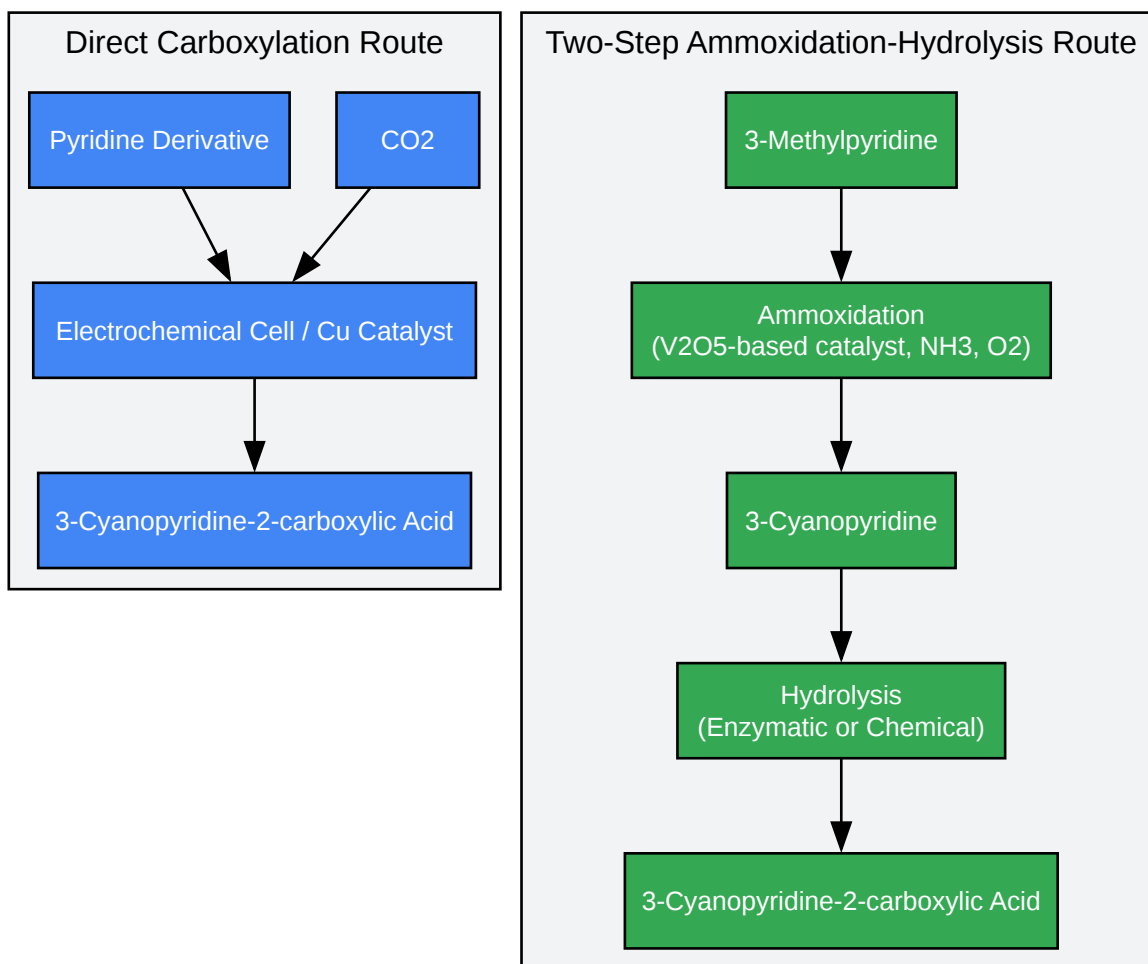 Direct Carboxylation Route
Pyridine Derivative
CO2
Electrochemical Cell / Cu Catalyst
3-Cyanopyridine-2-carboxylic Acid
Two-Step Ammoxidation-Hydrolysis Route
3-Methylpyridine
Ammoxidation
(V2O5-based catalyst, NH3, O2)
3-Cyanopyridine
Hydrolysis
(Enzymatic or Chemical)
3-Cyanopyridine-2-carboxylic Acid